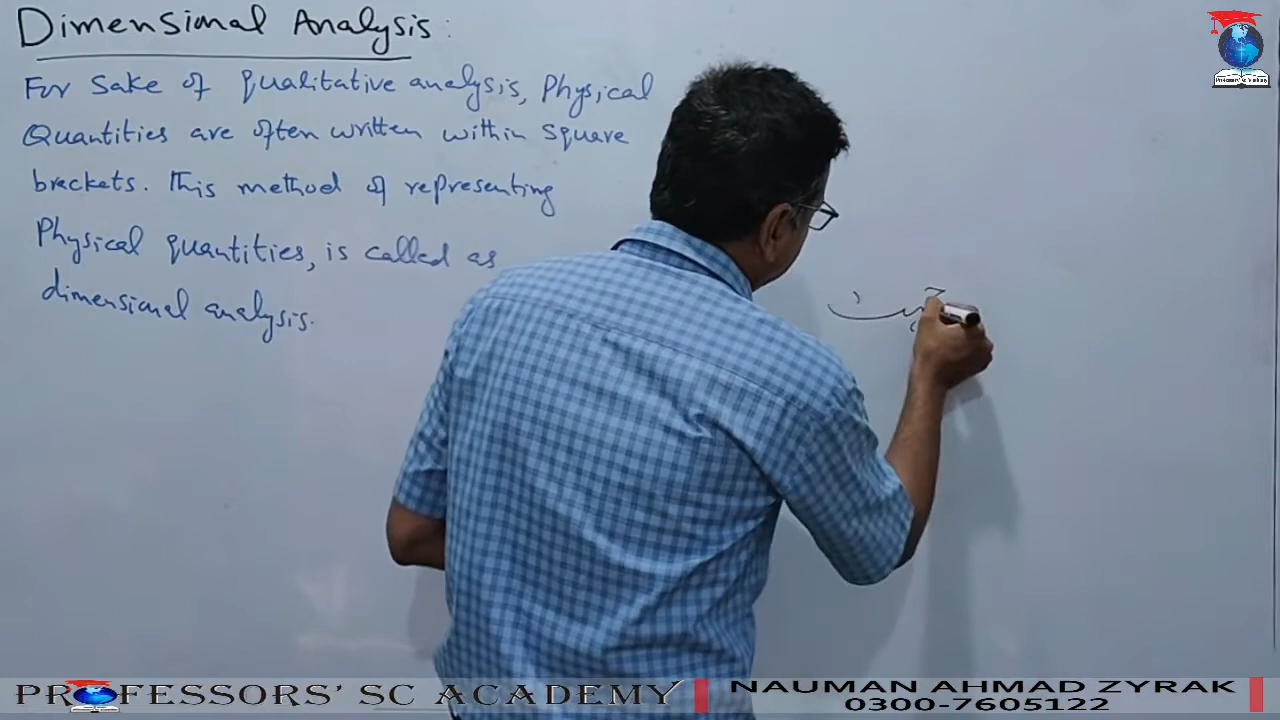 Dimensional Analysis:
For Sake of qualitative analysis, Physical
Quantities are often written within square
brackets. This method of representing
Physical quantities, is called as
dimensional analysis.
PROFESSORS' SC ACADEMY
NAUMAN AHMAD ZYRAK
0300-7605122